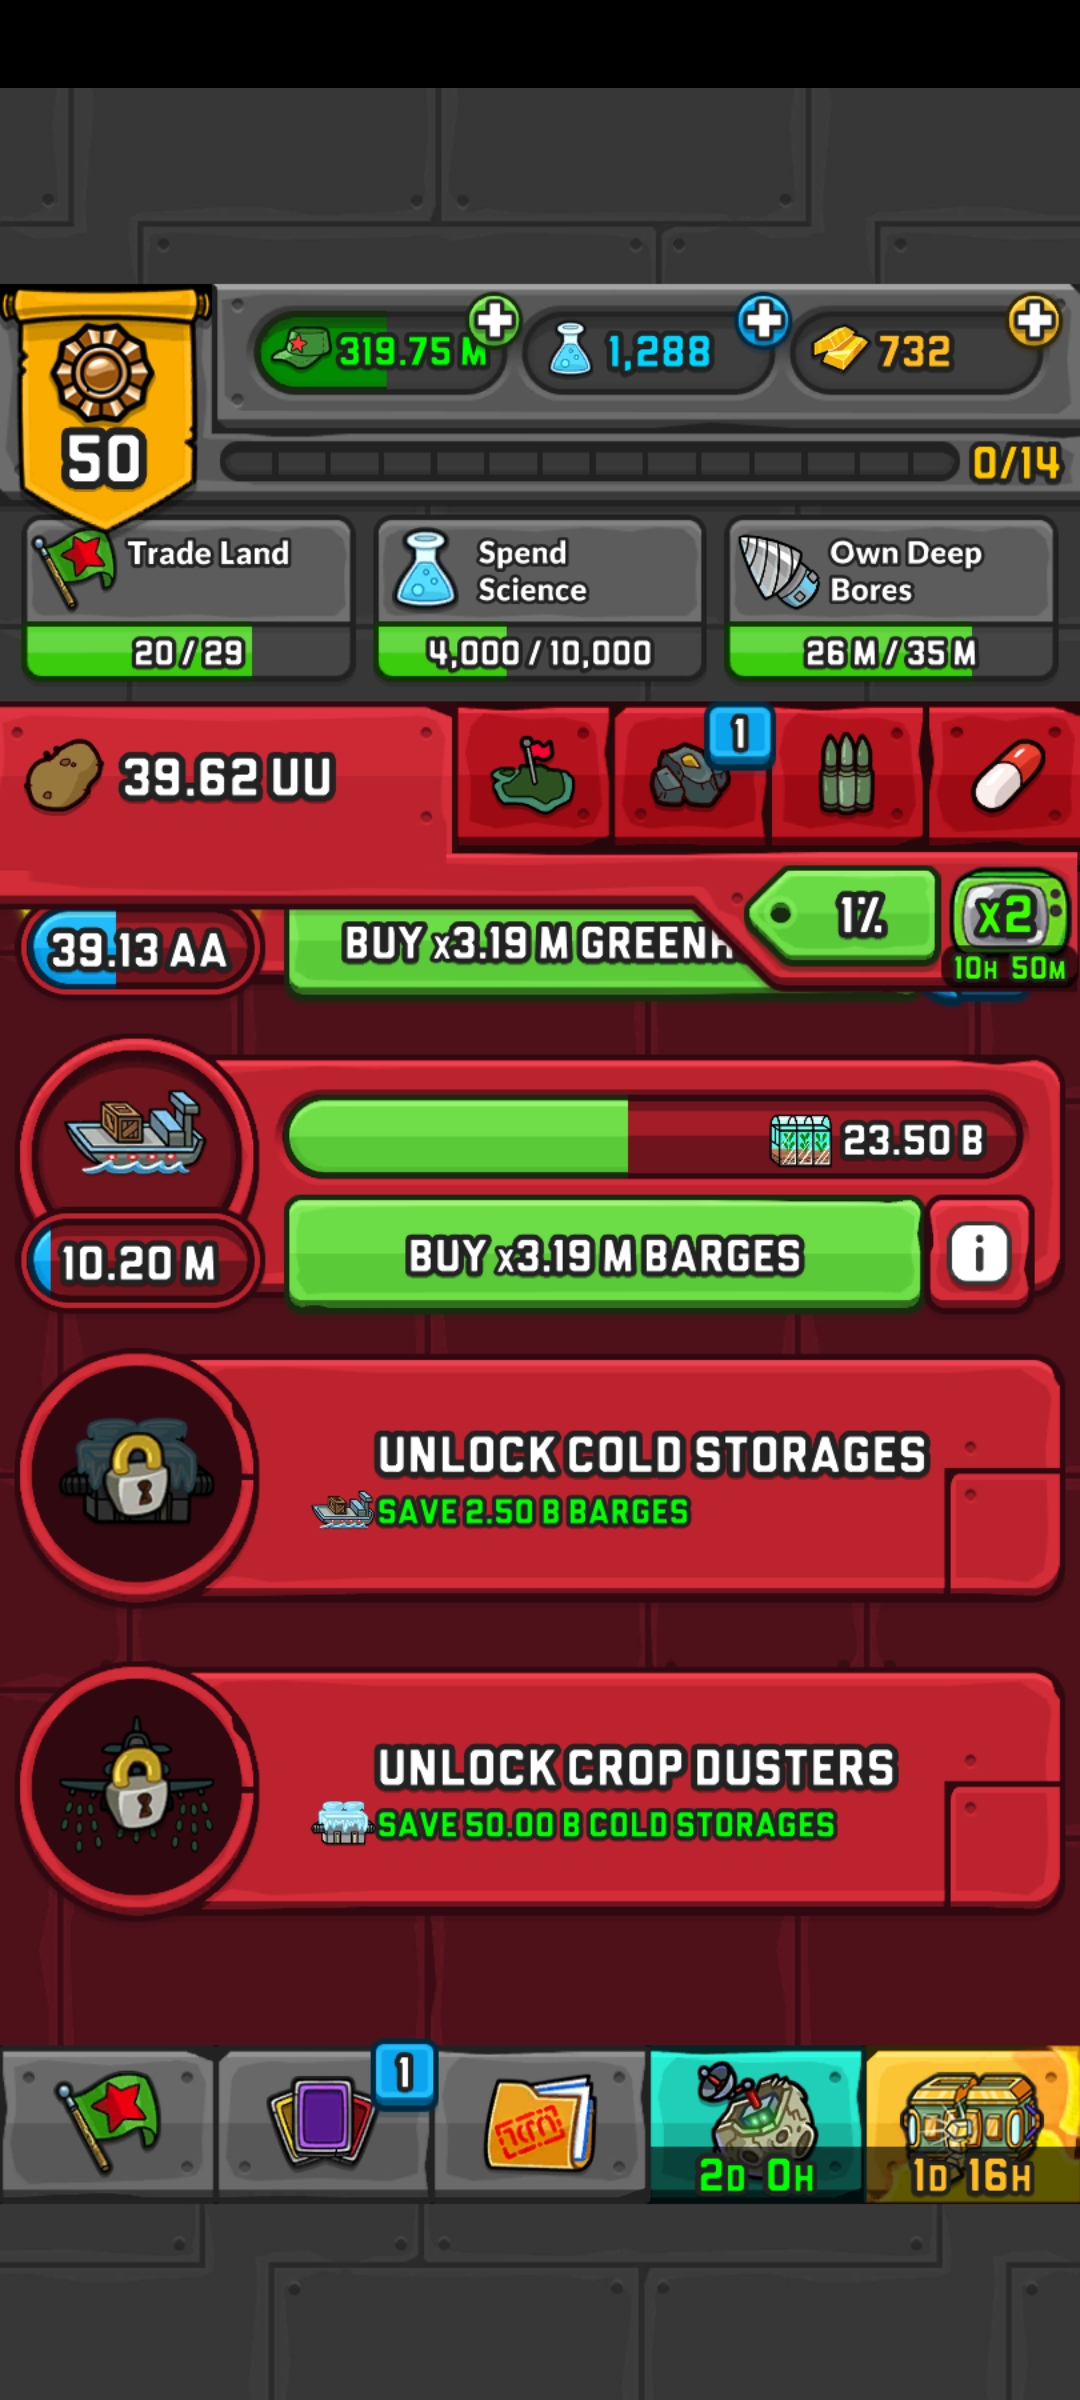 319.75 M
1,288
732
50
0/14
Trade Land
20/29
Spend
Science
4,000/10,000
Own Deep
Bores
26 M/35 M
39.62 UU
1
1%
x2
10H 50M
39.13 AA
BUY x3.19 M GREENH
23.50 B
10.20 M
BUY x3.19 M BARGES
i
UNLOCK COLD STORAGES
SAVE 2.50 B BARGES
UNLOCK CROP DUSTERS
SAVE 50.00 B COLD STORAGES
1
2D 0H
1D 16H